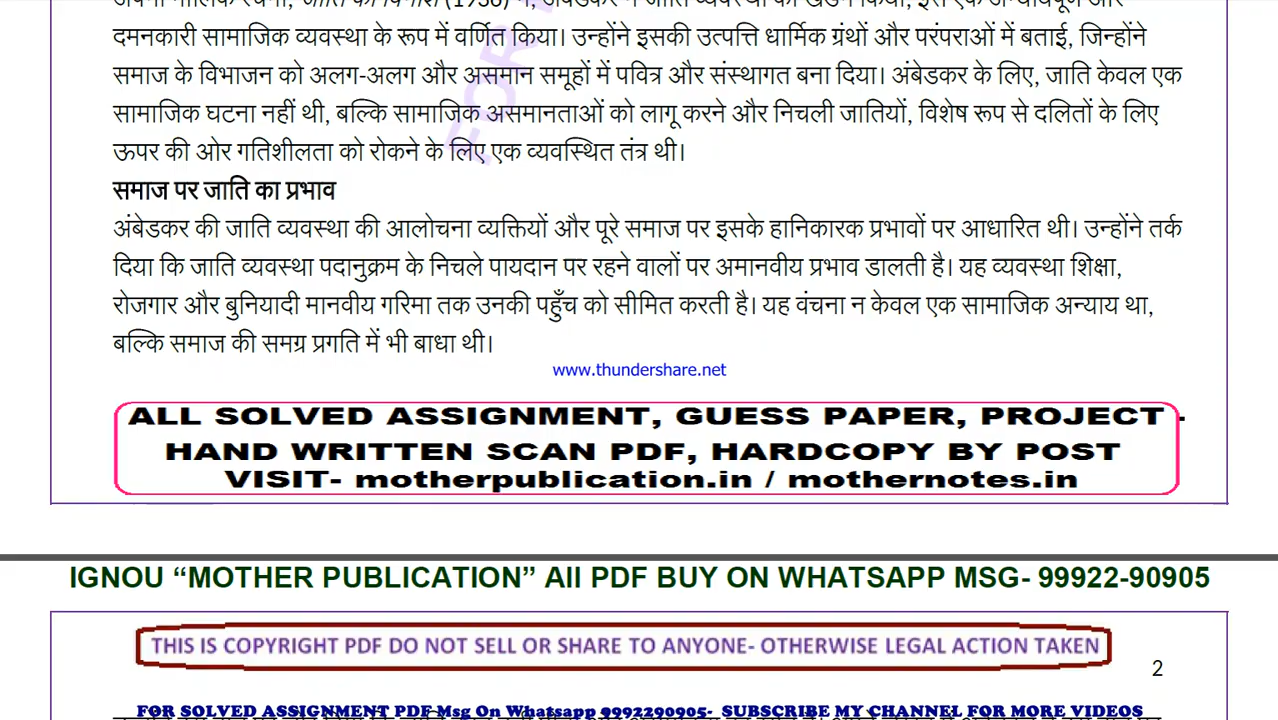 जाति का विनाश (1936)
दमनकारी सामाजिक व्यवस्था के रूप में वर्णित किया। उन्होंने इसकी उत्पत्ति धार्मिक ग्रंथों और परंपराओं में बताई, जिन्होंने
समाज के विभाजन को अलग-अलग और असमान समूहों में पवित्र और संस्थागत बना दिया। अंबेडकर के लिए, जाति केवल एक
सामाजिक घटना नहीं थी, बल्कि सामाजिक असमानताओं को लागू करने और निचली जातियों, विशेष रूप से दलितों के लिए
ऊपर की ओर गतिशीलता को रोकने के लिए एक व्यवस्थित तंत्र थी।
समाज पर जाति का प्रभाव
अंबेडकर की जाति व्यवस्था की आलोचना व्यक्तियों और पूरे समाज पर इसके हानिकारक प्रभावों पर आधारित थी। उन्होंने तर्क
दिया कि जाति व्यवस्था पदानुक्रम के निचले पायदान पर रहने वालों पर अमानवीय प्रभाव डालती है। यह व्यवस्था शिक्षा,
रोजगार और बुनियादी मानवीय गरिमा तक उनकी पहुँच को सीमित करती है। यह वंचना न केवल एक सामाजिक अन्याय था,
बल्कि समाज की समग्र प्रगति में भी बाधा थी।
www.thundershare.net
ALL SOLVED ASSIGNMENT, GUESS PAPER, PROJECT -
HAND WRITTEN SCAN PDF, HARDCOPY BY POST
VISIT- motherpublication.in / mothernotes.in
IGNOU “MOTHER PUBLICATION” All PDF BUY ON WHATSAPP MSG- 99922-90905
THIS IS COPYRIGHT PDF DO NOT SELL OR SHARE TO ANYONE- OTHERWISE LEGAL ACTION TAKEN
2
FOR SOLVED ASSIGNMENT PDF Msg On Whatsapp 9992290905- SUBSCRIBE MY CHANNEL FOR MORE VIDEOS